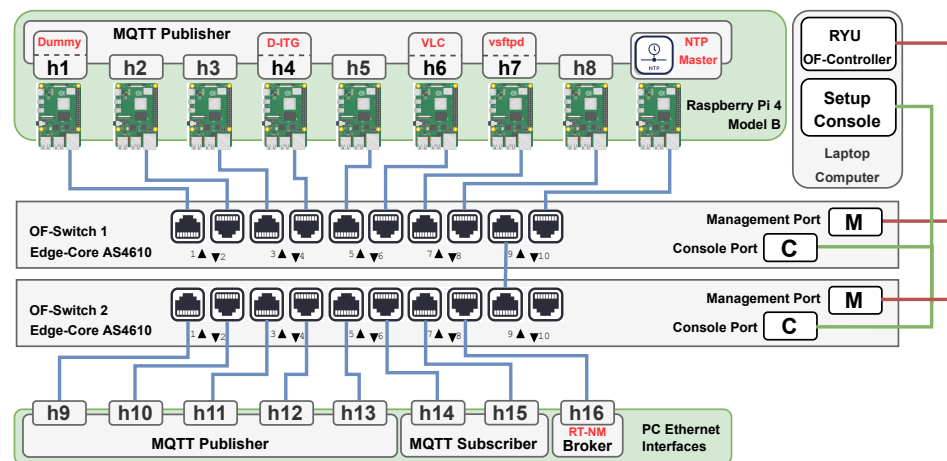 MQTT Publisher
Dummy
D-ITG
VLC
vsftpd
NTP
Master
NTP
h1
h2
h3
h4
h5
h6
h7
h8
Raspberry Pi 4
Model B
RYU
OF-Controller
Setup
Console
Laptop
Computer
OF-Switch 1
Edge-Core AS4610
1▲ ▼2
3▲ ▼4
5▲ ▼6
7▲ ▼8
9▲ ▼10
Management Port
M
Console Port
C
OF-Switch 2
Edge-Core AS4610
1▲ ▼2
3▲ ▼4
5▲ ▼6
7▲ ▼8
9▲ ▼10
Management Port
M
Console Port
C
h9
h10
h11
h12
h13
h14
h15
h16
MQTT Publisher
MQTT Subscriber
RT-NM
Broker
PC Ethernet
Interfaces